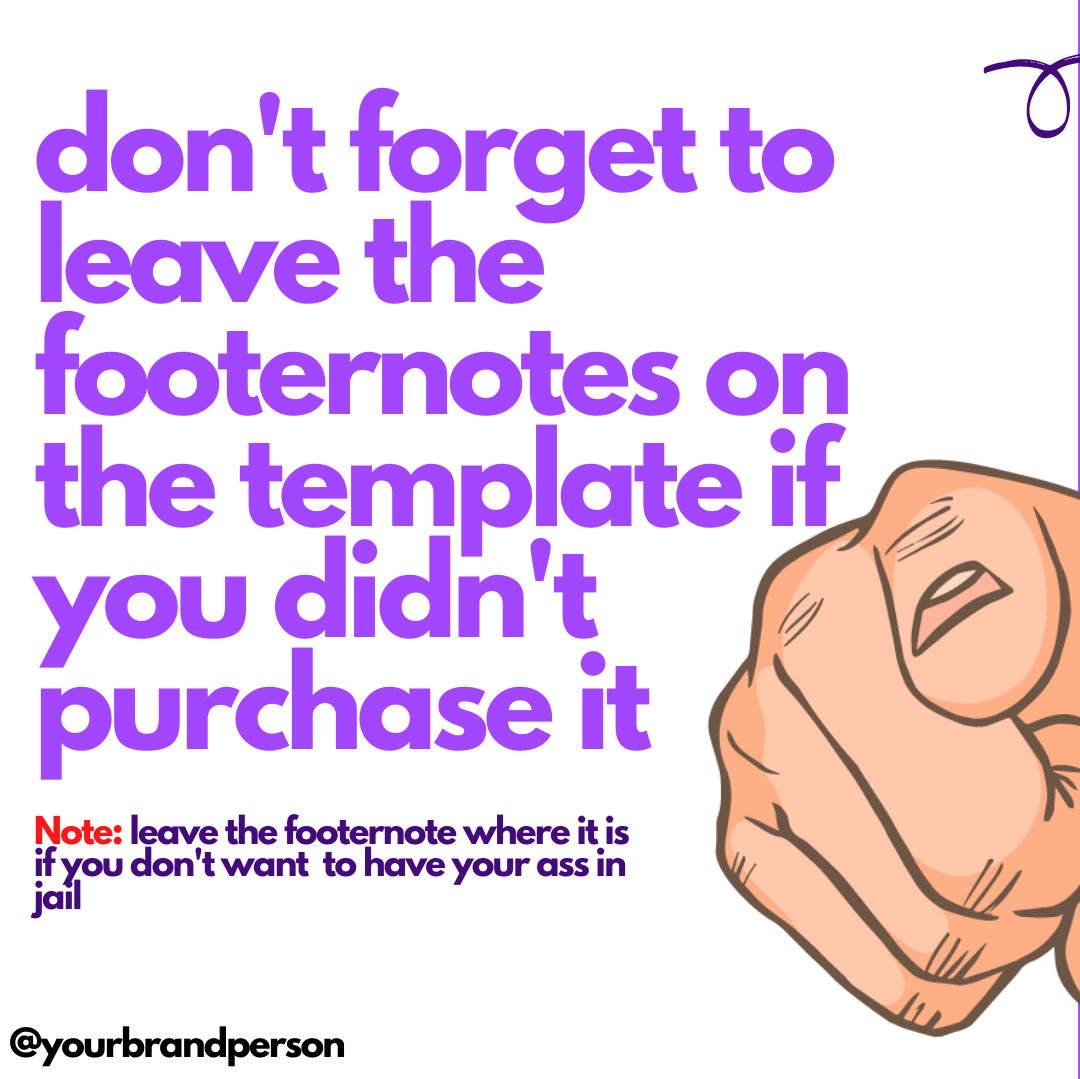 don't forget to
leave the
footernotes on
the template if
you didn't
purchase it
Note: leave the footernote where it is
if you don't want  to have your ass in
jail
@yourbrandperson